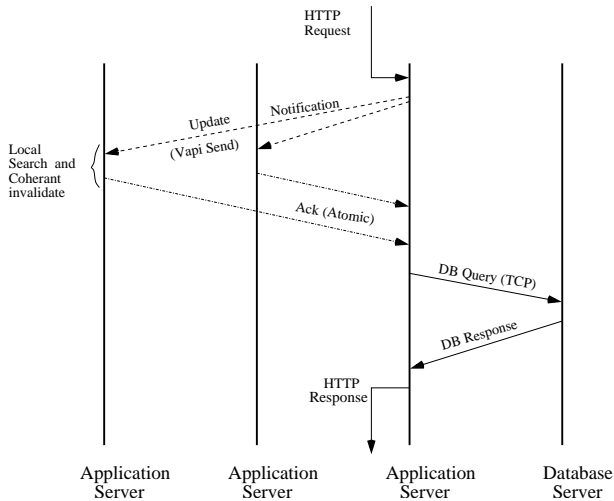 HTTP
Request
Notification
Update
(Vapi Send)
Local
Search and
Coherant
invalidate
Ack (Atomic)
DB Query (TCP)
DB Response
HTTP
Response
Application
Server
Application
Server
Application
Server
Database
Server